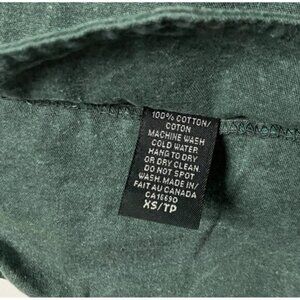 100% COTTON/
COTON
MACHINE WASH
COLD WATER
HANG TO DRY
OR DRY CLEAN.
DO NOT SPOT
WASH. MADE IN/
FAIT AU CANADA
CA16690
XS/TP